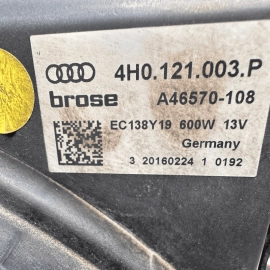 4H0.121.003.P
brose A46570-108
EC138Y19 600W 13V
Germany
3 20160224 1 0192